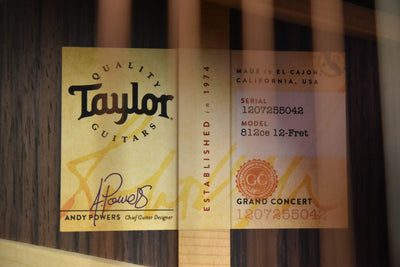 QUALITY
Taylor
GUITARS
ANDY POWERS Chief Guitar Designer
ESTABLISHED in 1974
MADE in EL CAJON,
CALIFORNIA, USA
SERIAL
1207255042
MODEL
812ce 12-Fret
GC
GRAND CONCERT
1207255042